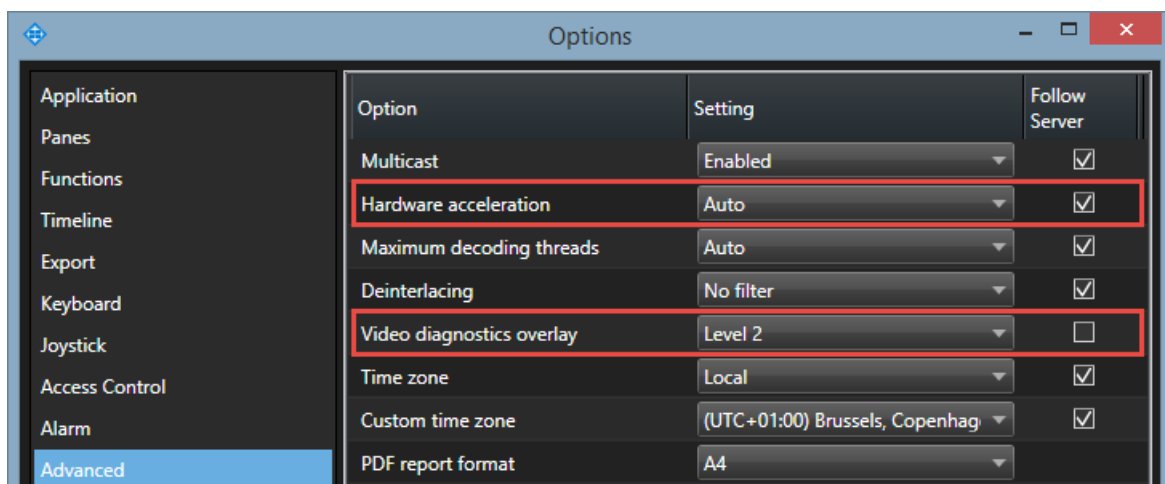 Options
Application
Panes
Functions
Timeline
Export
Keyboard
Joystick
Access Control
Alarm
Advanced
Option Setting Follow
Server
Multicast Enabled
Hardware acceleration Auto
Maximum decoding threads Auto
Deinterlacing No filter
Video diagnostics overlay Level 2
Time zone Local
Custom time zone (UTC+01:00) Brussels, Copenhag
PDF report format A4